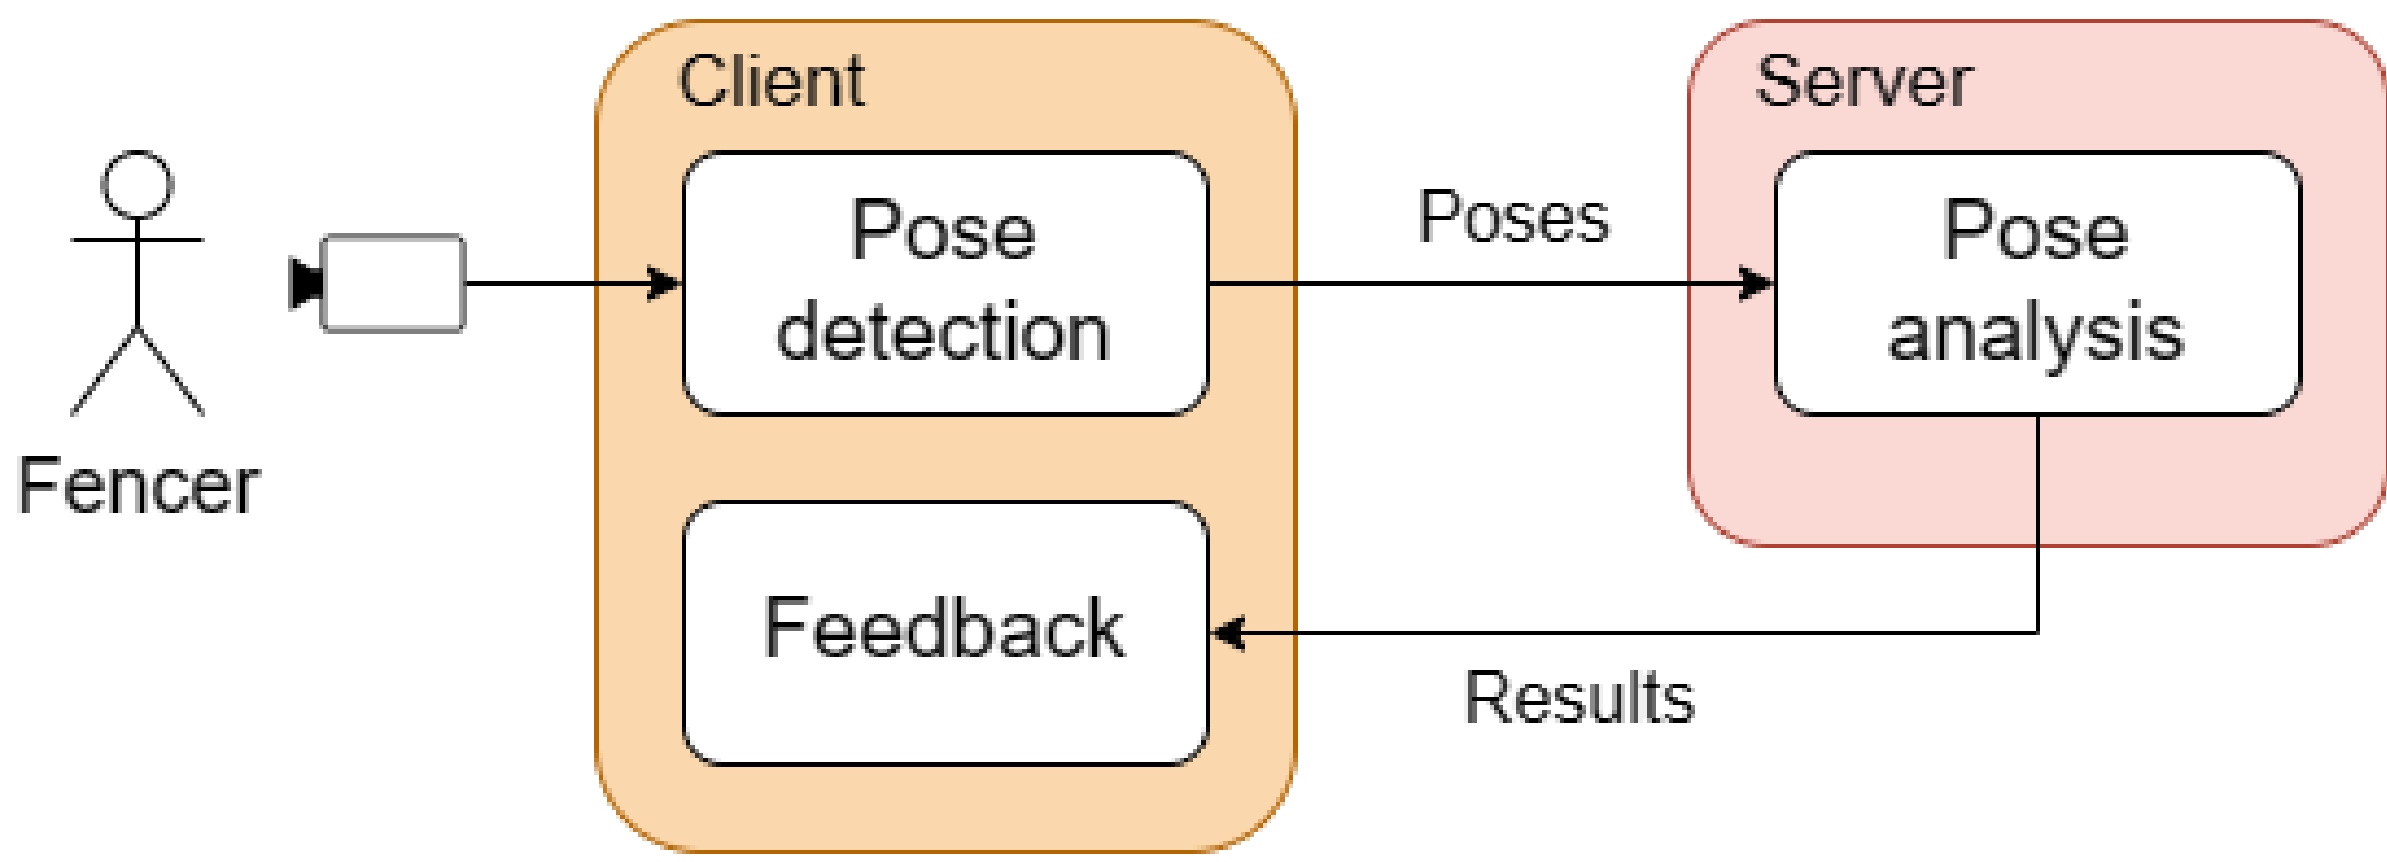 Client
Server
Pose
detection
Poses
Pose
analysis
Fencer
Feedback
Results